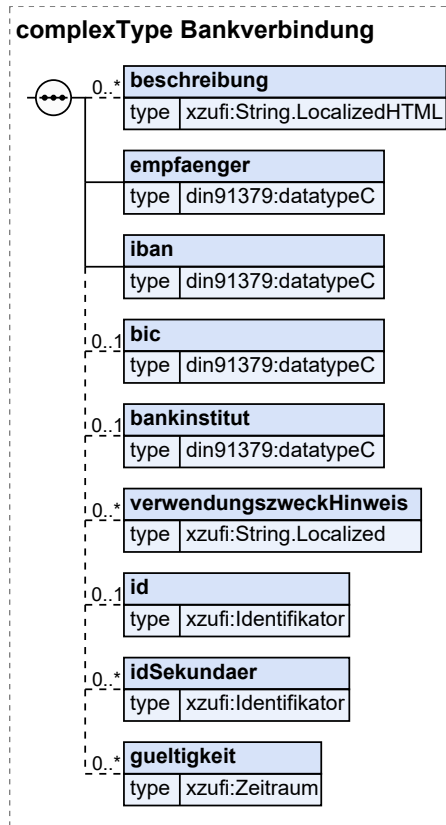 complexType Bankverbindung
0..* beschreibung
type xzufi:String.LocalizedHTML
empfaenger
type din91379:datatypeC
iban
type din91379:datatypeC
0..1 bic
type din91379:datatypeC
0..1 bankinstitut
type din91379:datatypeC
0..* verwendungszweckHinweis
type xzufi:String.Localized
0..1 id
type xzufi:Identifikator
0..* idSekundaer
type xzufi:Identifikator
0..* gueltigkeit
type xzufi:Zeitraum